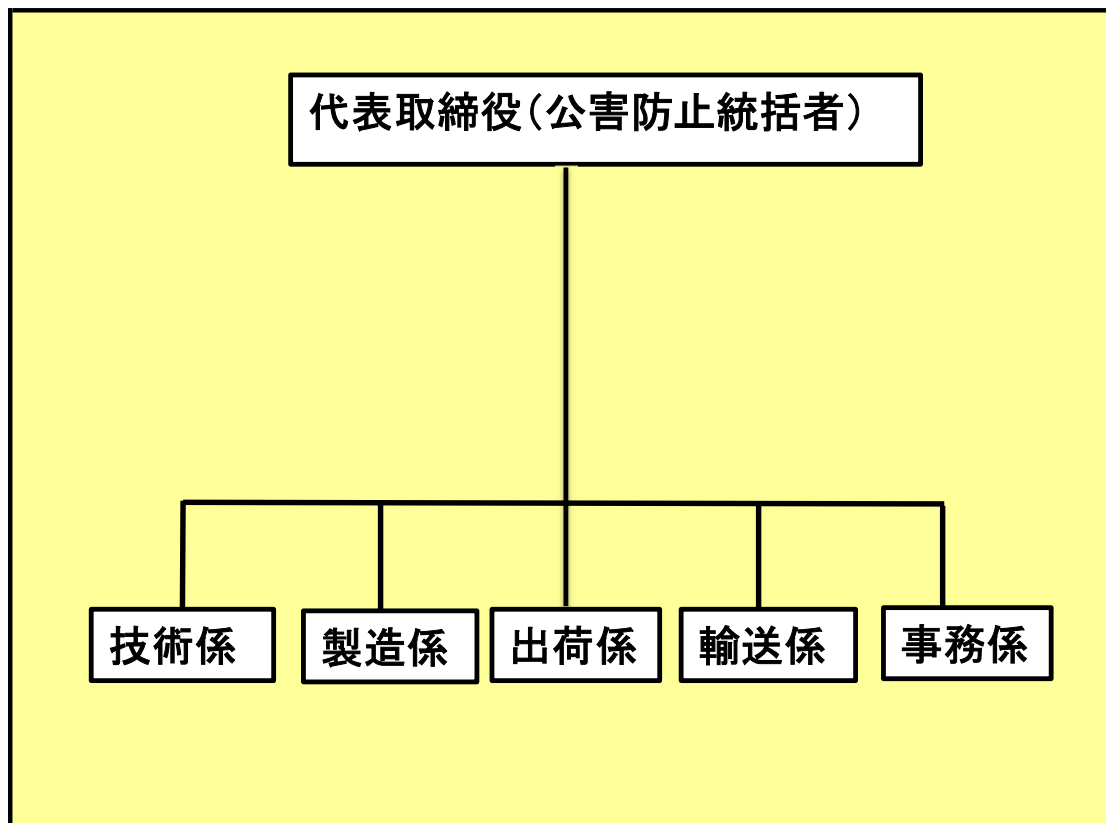 代表取締役（公害防止統括者）
技術係
製造係
出荷係
輸送係
事務係